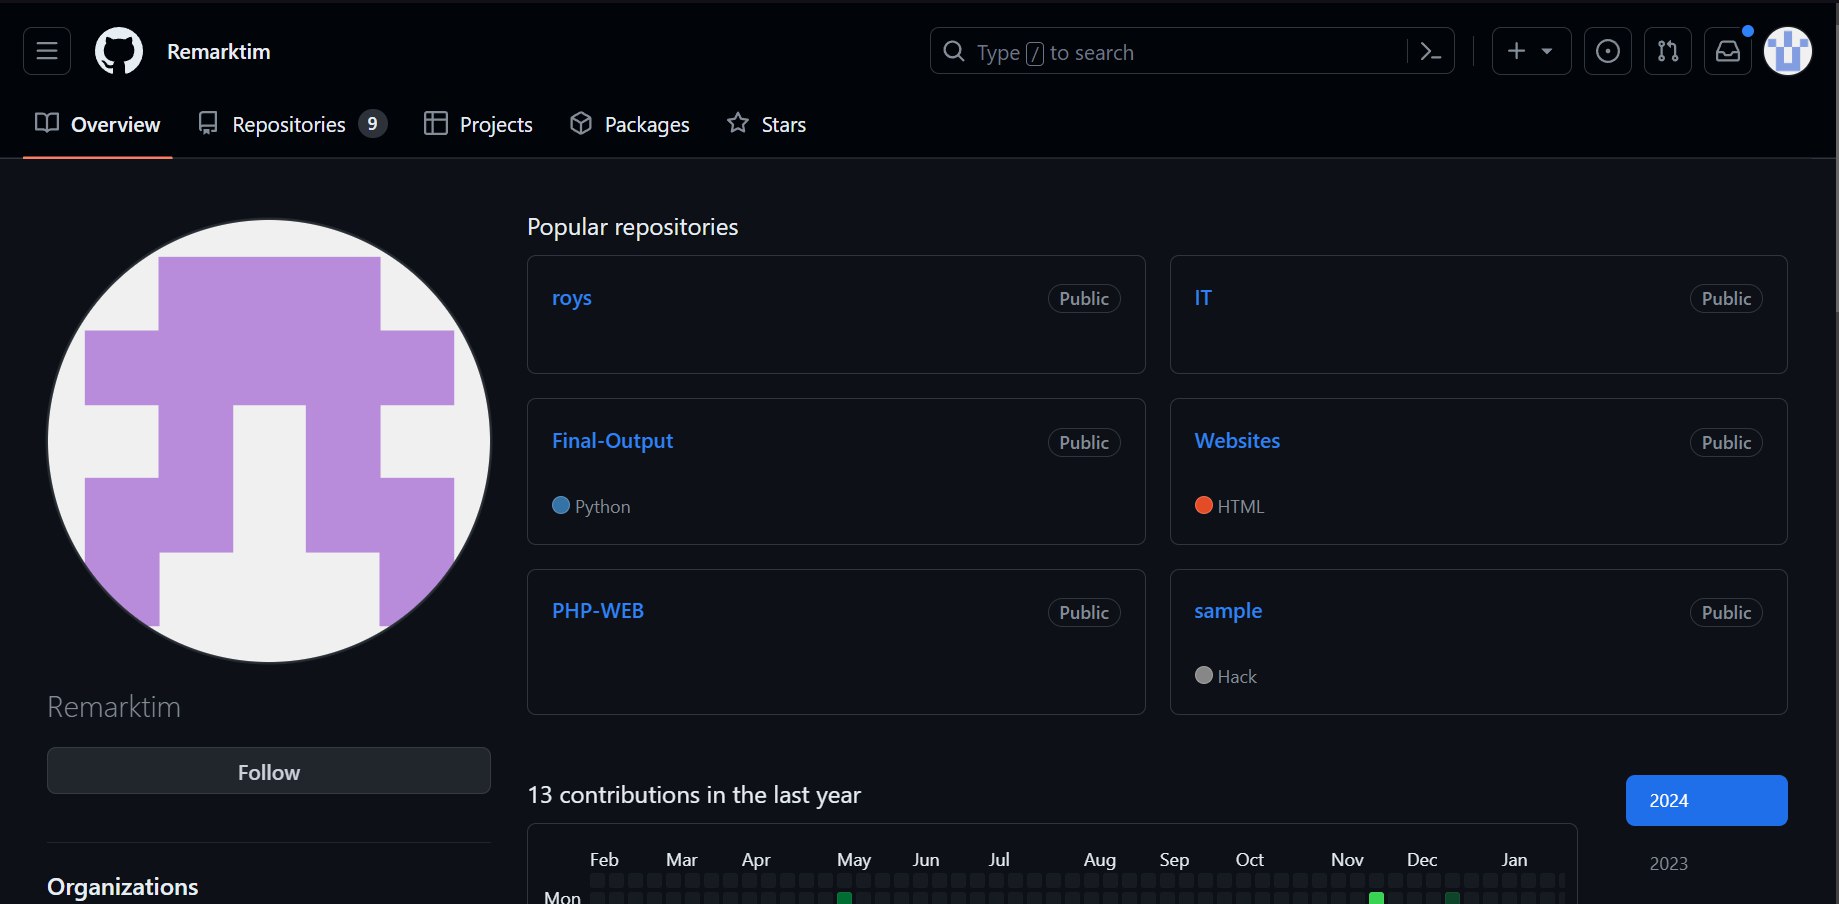 Remarktim
Type / to search
Overview
Repositories 9
Projects
Packages
Stars
Popular repositories
roys Public
IT Public
Final-Output Public
Python
Websites Public
HTML
PHP-WEB Public
sample Public
Hack
Remarktim
Follow
Organizations
13 contributions in the last year
2024
2023
Feb Mar Apr May Jun Jul Aug Sep Oct Nov Dec Jan
Mon